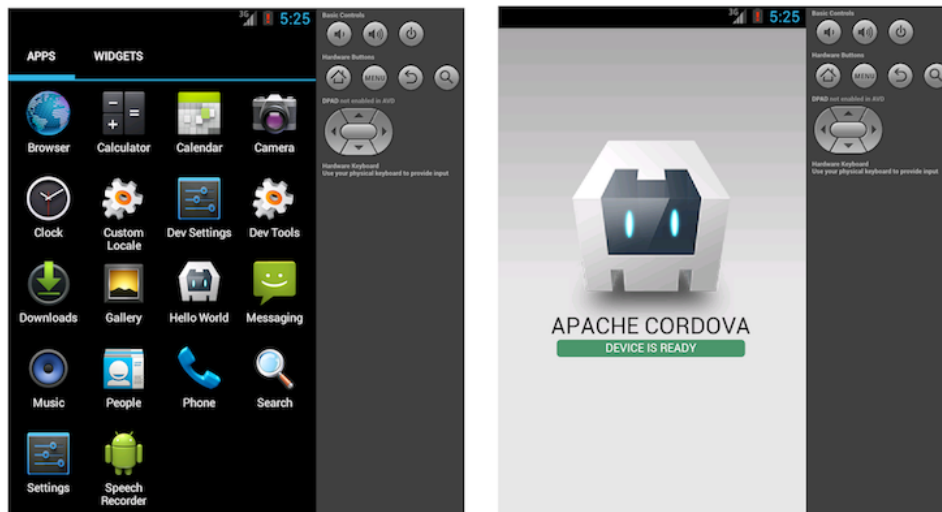 3G 5:25
APPS WIDGETS
Browser Calculator Calendar Camera
Clock Custom Locale Dev Settings Dev Tools
Downloads Gallery Hello World Messaging
Music People Phone Search
Settings Speech Recorder
Basic Controls
Hardware Buttons
MENU
DPAD not enabled in AVD
Hardware Keyboard
Use your physical keyboard to provide input
3G 5:25
APACHE CORDOVA
DEVICE IS READY
Basic Controls
Hardware Buttons
MENU
DPAD not enabled in AVD
Hardware Keyboard
Use your physical keyboard to provide input